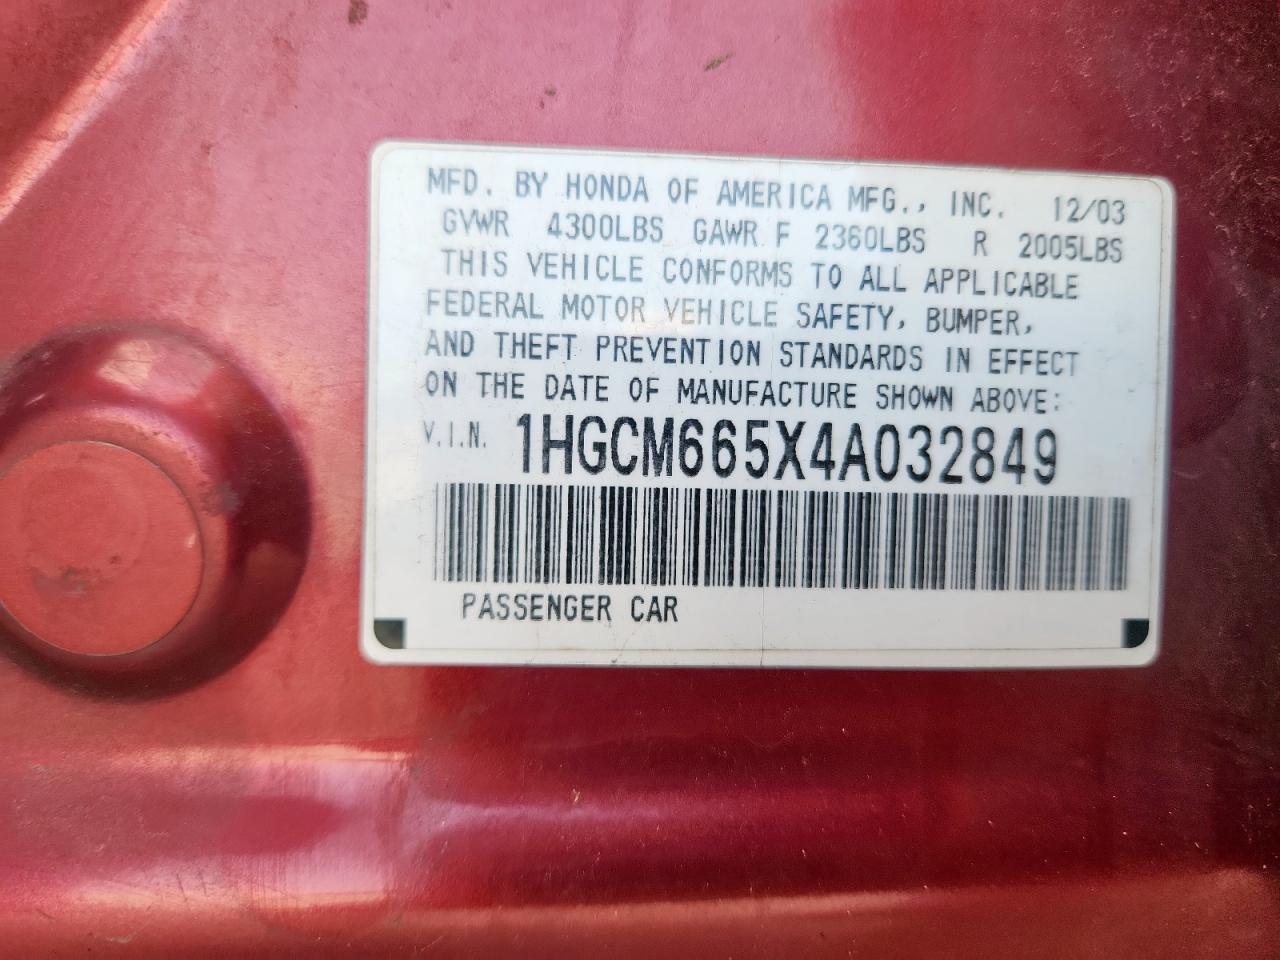 MFD. BY HONDA OF AMERICA MFG., INC. 12/03
GVWR 4300LBS GAWR F 2360LBS R 2005LBS
THIS VEHICLE CONFORMS TO ALL APPLICABLE
FEDERAL MOTOR VEHICLE SAFETY, BUMPER,
AND THEFT PREVENTION STANDARDS IN EFFECT
ON THE DATE OF MANUFACTURE SHOWN ABOVE:
V.I.N. 1HGCM665X4A032849
PASSENGER CAR